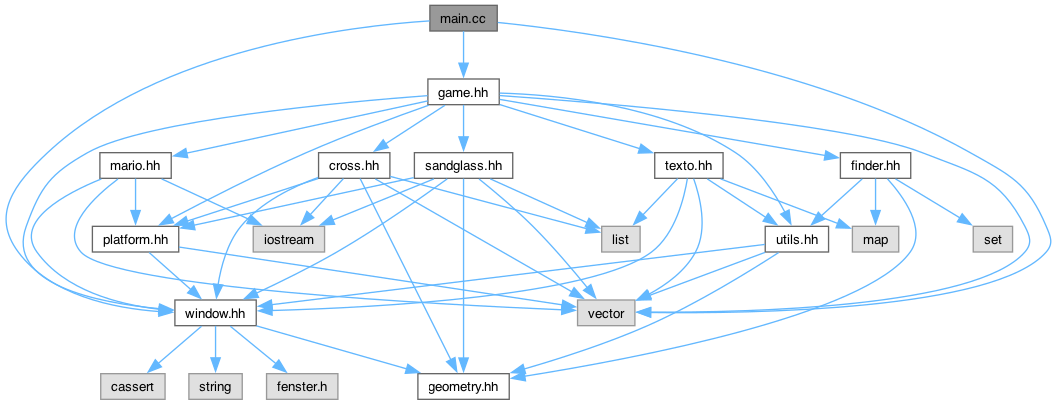 main.cc
game.hh
mario.hh
cross.hh
sandglass.hh
texto.hh
finder.hh
platform.hh
iostream
list
utils.hh
map
set
window.hh
vector
cassert
string
fenster.h
geometry.hh